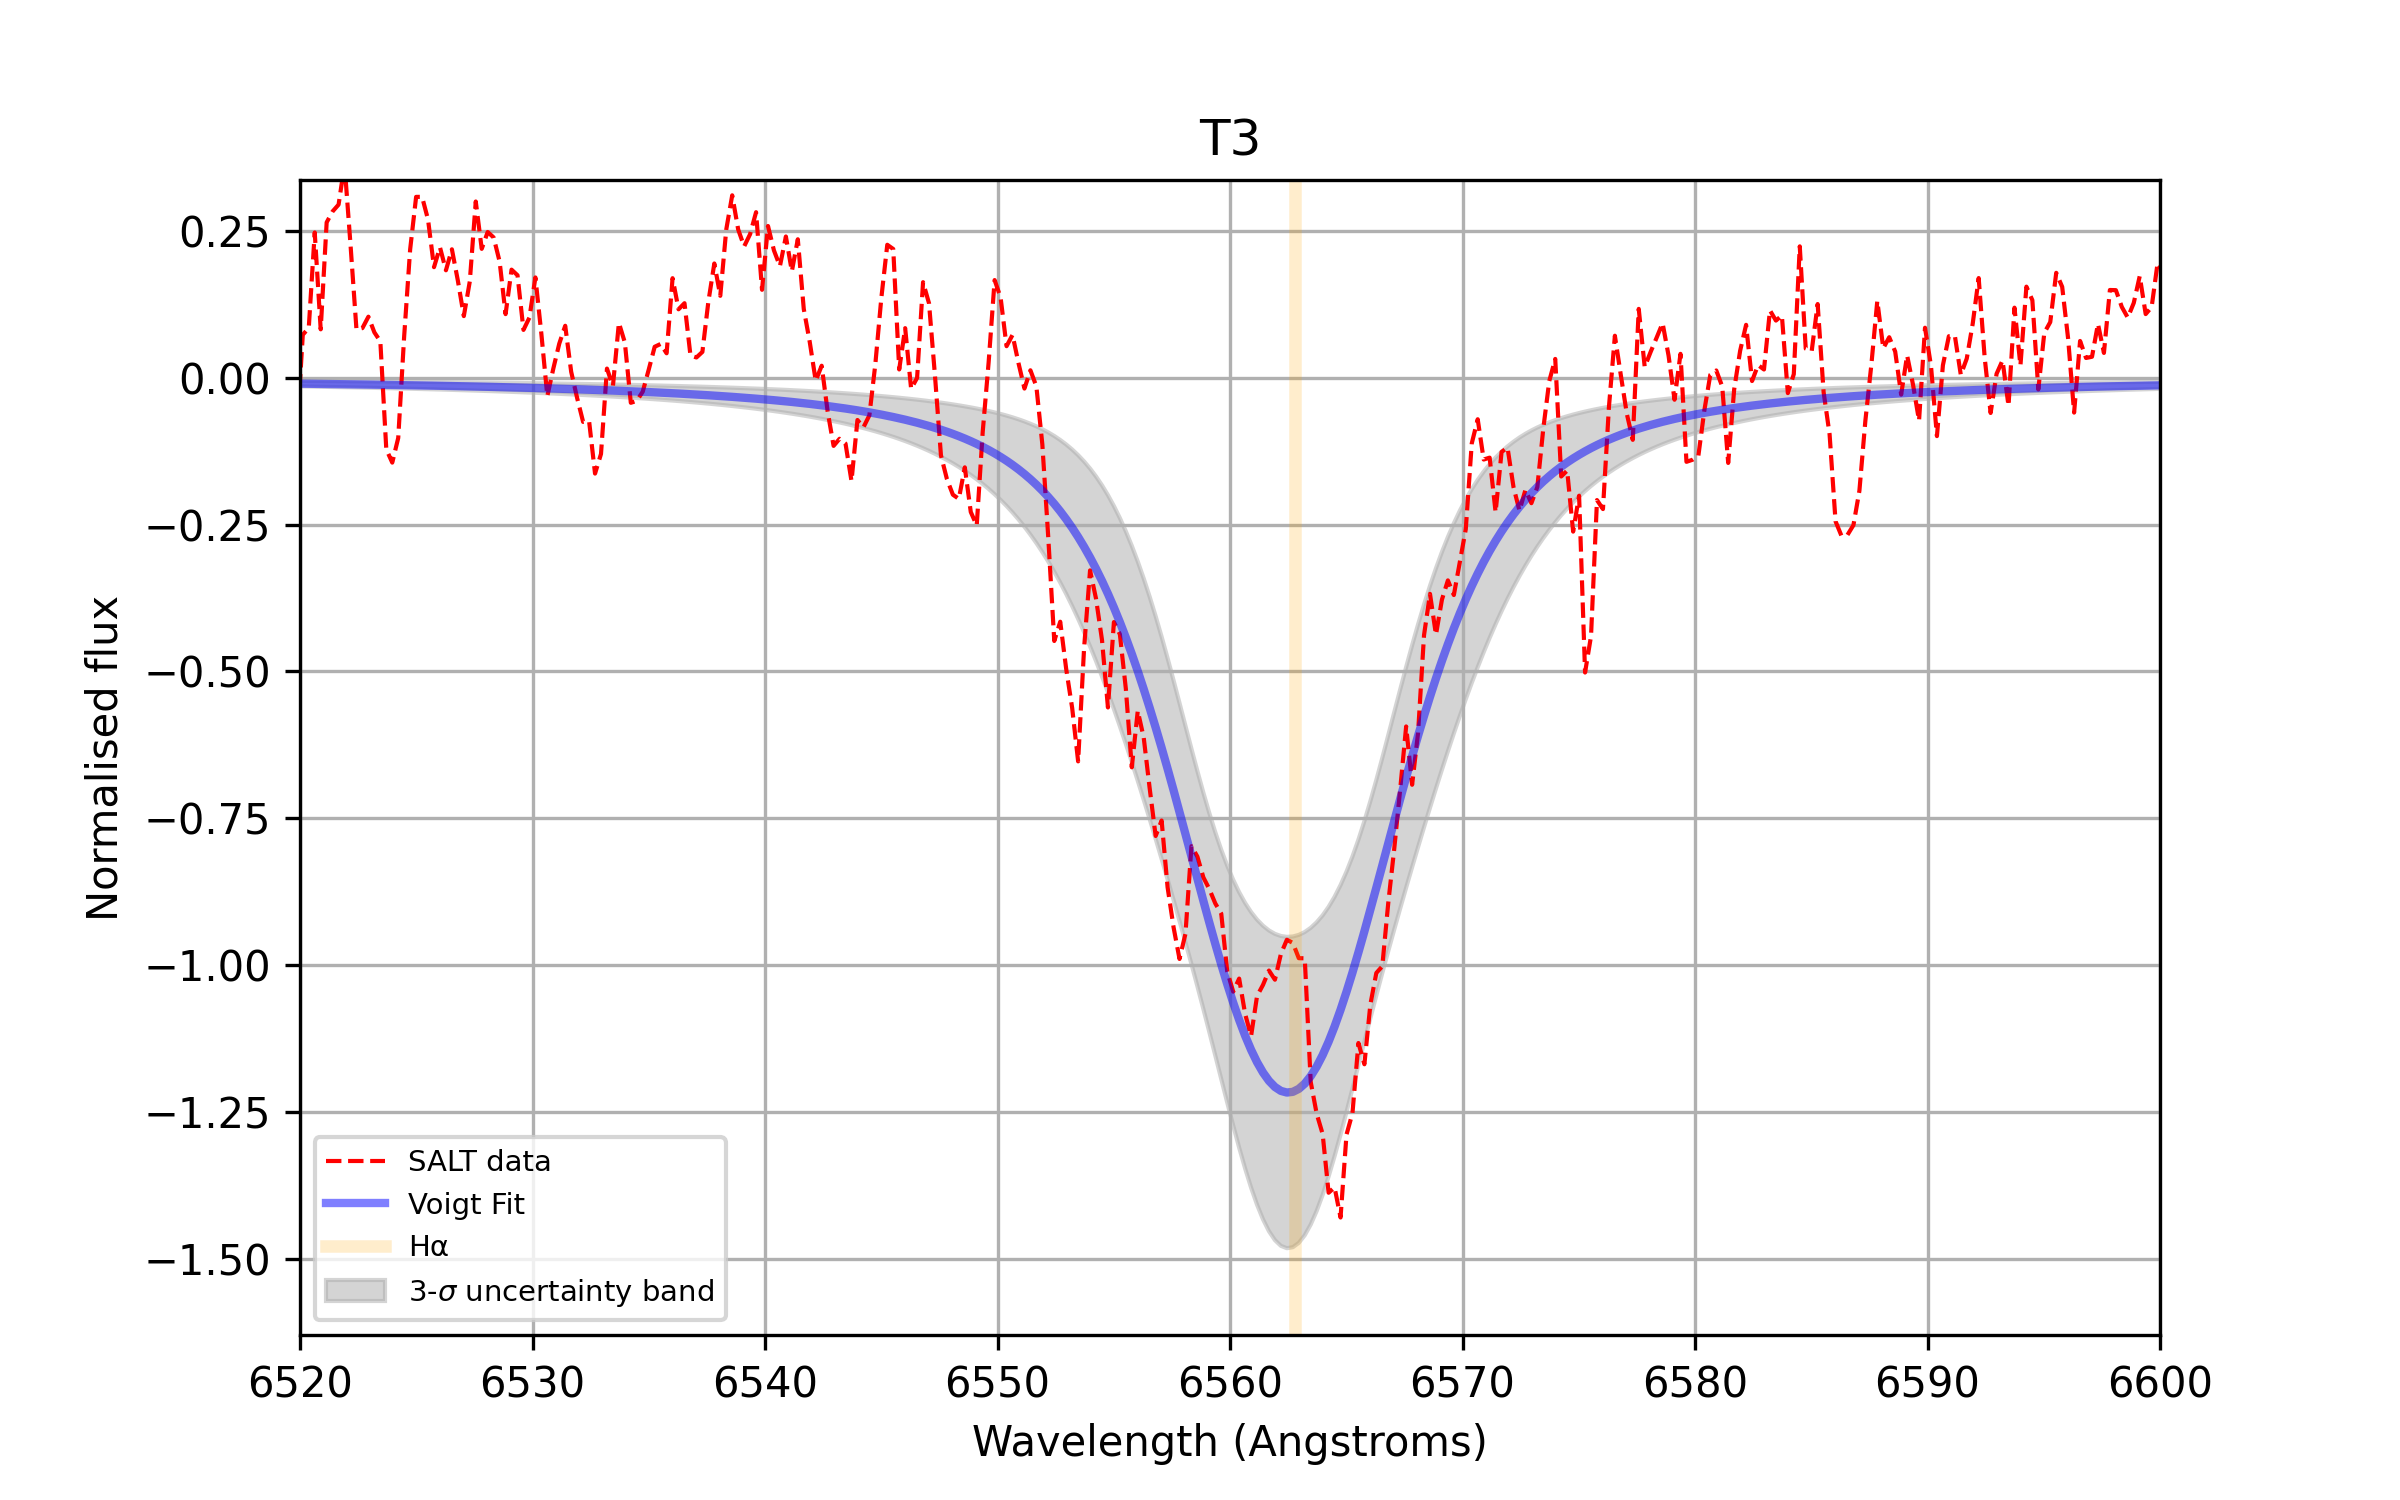 T3
0.25
0.00
−0.25
−0.50
−0.75
−1.00
−1.25
−1.50
Normalised flux
SALT data
Voigt Fit
Hα
3-σ uncertainty band
6520 6530 6540 6550 6560 6570 6580 6590 6600
Wavelength (Angstroms)